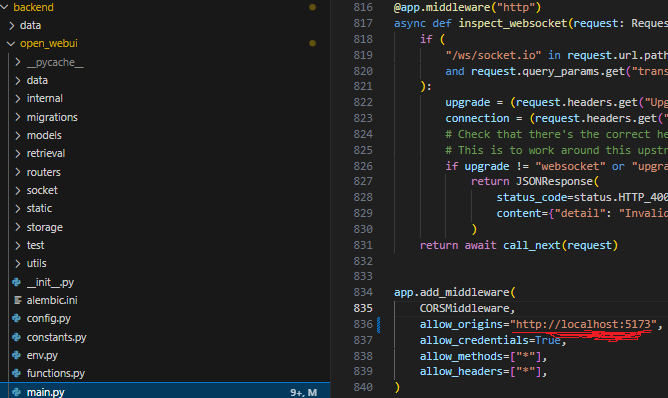 backend
data
open_webui
__pycache__
data
internal
migrations
models
retrieval
routers
socket
static
storage
test
utils
__init__.py
alembic.ini
config.py
constants.py
env.py
functions.py
main.py 9+, M
816 @app.middleware("http")
817 async def inspect_websocket(request: Reque
818 if (
819 "/ws/socket.io" in request.url.path
820 and request.query_params.get("trans
821 ):
822 upgrade = (request.headers.get("Upg
823 connection = (request.headers.get("
824 # Check that there's the correct he
825 # This is to work around this upstr
826 if upgrade != "websocket" or "upgra
827 return JSONResponse(
828 status_code=status.HTTP_400
829 content={"detail": "Invalid
830 )
831 return await call_next(request)
832
833
834 app.add_middleware(
835 CORSMiddleware,
836 allow_origins="http://localhost:5173",
837 allow_credentials=True,
838 allow_methods=["*"],
839 allow_headers=["*"],
840 )